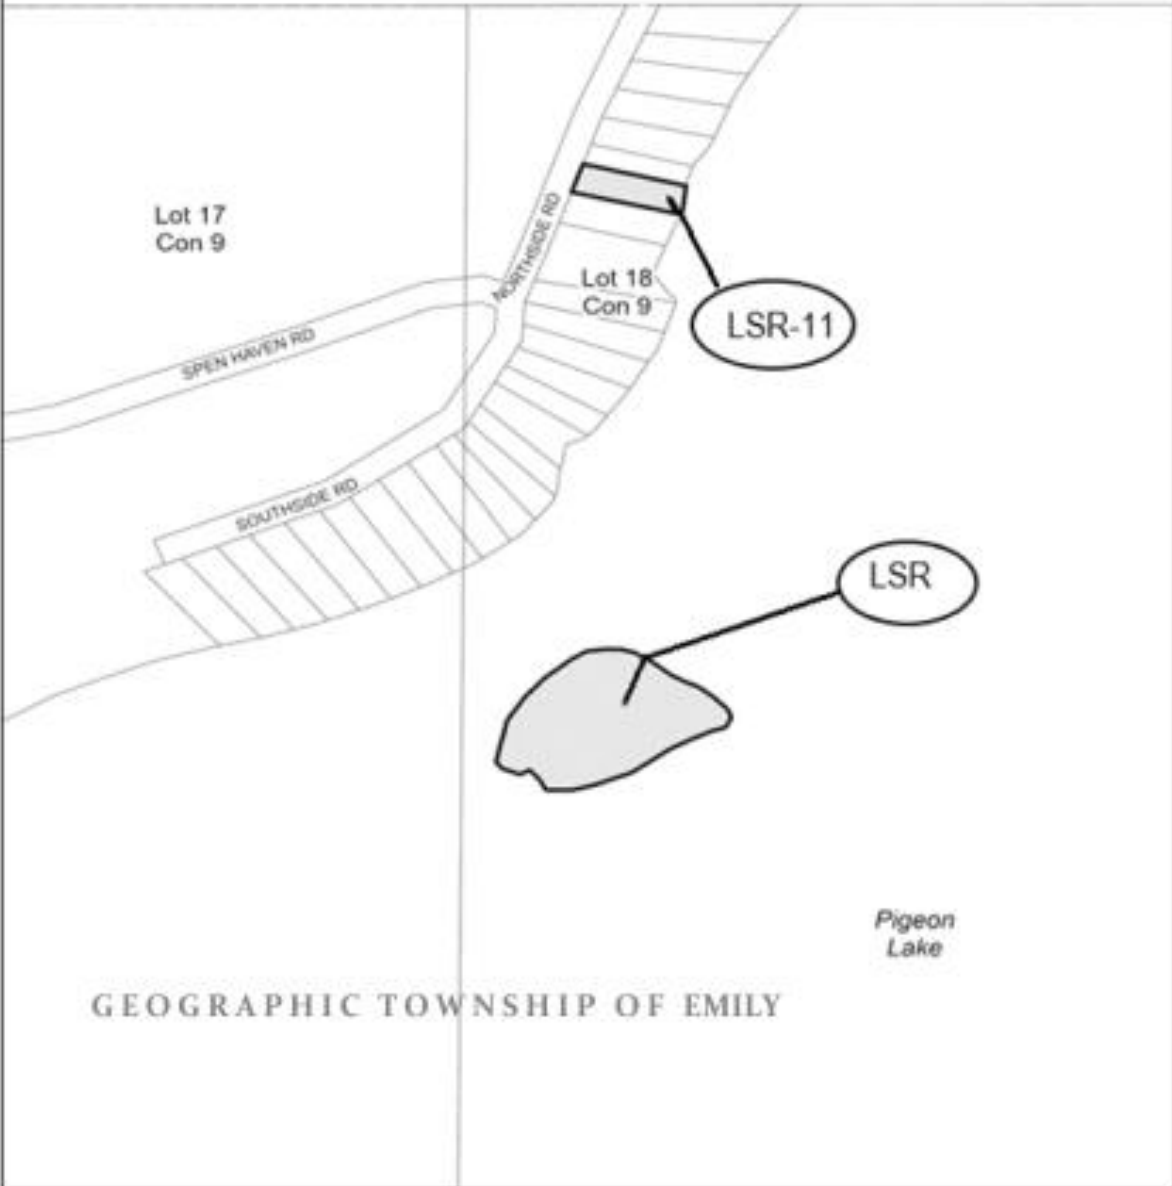 Lot 17
Con 9
NORTHSIDE RD
Lot 18
Con 9
LSR-11
SPEN HAVEN RD
SOUTHSIDE RD
LSR
Pigeon
Lake
GEOGRAPHIC TOWNSHIP OF EMILY